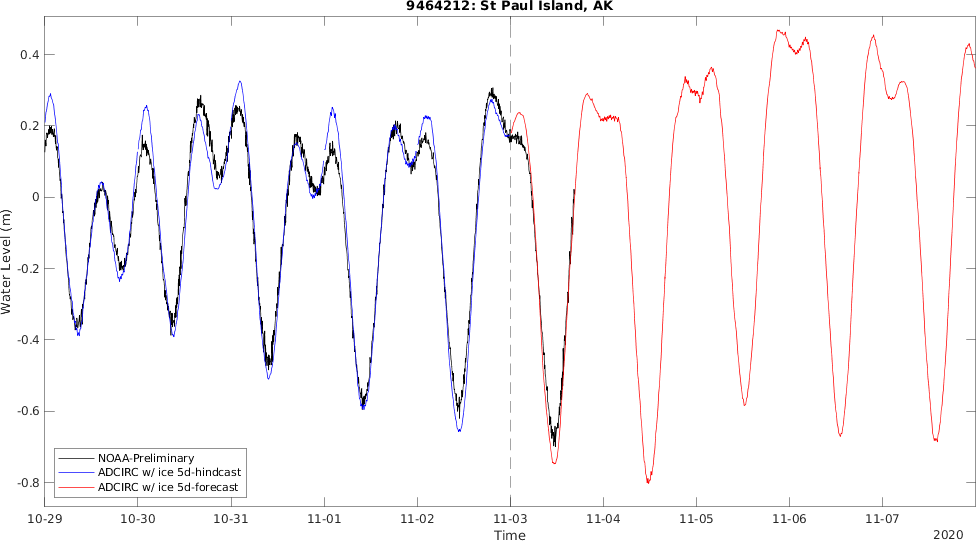 9464212: St Paul Island, AK
Water Level (m)
0.4
0.2
0
-0.2
-0.4
-0.6
-0.8
NOAA-Preliminary
ADCIRC w/ ice 5d-hindcast
ADCIRC w/ ice 5d-forecast
10-29 10-30 10-31 11-01 11-02 11-03 11-04 11-05 11-06 11-07
Time
2020